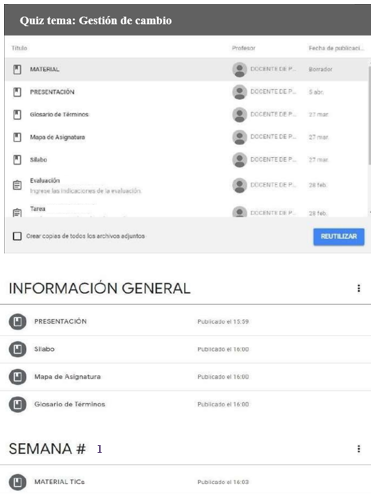 Quiz tema: Gestión de cambio
Título Profesor Fecha de publicaci...
MATERIAL DOCENTE DE P... Borrador
PRESENTACIÓN DOCENTE DE P... 5 abr.
Glosario de Términos DOCENTE DE P... 27 mar.
Mapa de Asignatura DOCENTE DE P... 27 mar.
Sílabo DOCENTE DE P... 27 mar.
Evaluación DOCENTE DE P... 28 feb.
Ingrese las indicaciones de la evaluación.
Tarea DOCENTE DE P... 28 feb.
Crear copias de todos los archivos adjuntos REUTILIZAR
INFORMACIÓN GENERAL
PRESENTACIÓN Publicado el 15:59
Sílabo Publicado el 16:00
Mapa de Asignatura Publicado el 16:00
Glosario de Términos Publicado el 16:00
SEMANA # 1
MATERIAL TICs Publicado el 16:03